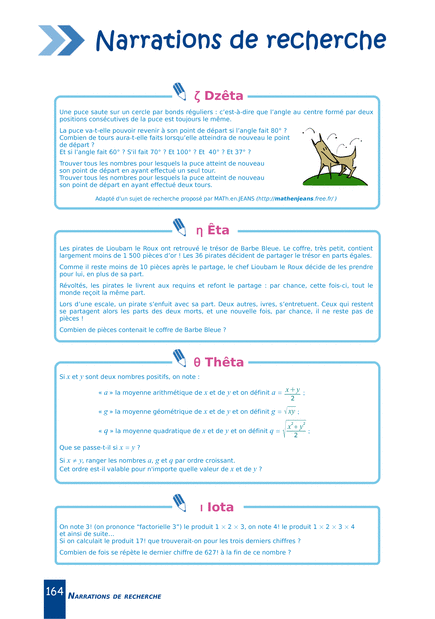 Narrations de recherche
ζ Dzêta
Une puce saute sur un cercle par bonds réguliers : c'est-à-dire que l'angle au centre formé par deux
positions consécutives de la puce est toujours le même.
La puce va-t-elle pouvoir revenir à son point de départ si l'angle fait 80° ?
Combien de tours aura-t-elle faits lorsqu'elle atteindra de nouveau le point
de départ ?
Et si l'angle fait 60° ? S'il fait 70° ? Et 100° ? Et 40° ? Et 37° ?
Trouver tous les nombres pour lesquels la puce atteint de nouveau
son point de départ en ayant effectué un seul tour.
Trouver tous les nombres pour lesquels la puce atteint de nouveau
son point de départ en ayant effectué deux tours.
Adapté d'un sujet de recherche proposé par MATh.en.JEANS (http://mathenjeans.free.fr/)
η Êta
Les pirates de Lioubam le Roux ont retrouvé le trésor de Barbe Bleue. Le coffre, très petit, contient
largement moins de 1 500 pièces d'or ! Les 36 pirates décident de partager le trésor en parts égales.
Comme il reste moins de 10 pièces après le partage, le chef Lioubam le Roux décide de les prendre
pour lui, en plus de sa part.
Révoltés, les pirates le livrent aux requins et refont le partage : par chance, cette fois-ci, tout le
monde reçoit la même part.
Lors d'une escale, un pirate s'enfuit avec sa part. Deux autres, ivres, s'entretuent. Ceux qui restent
se partagent alors les parts des deux morts, et une nouvelle fois, par chance, il ne reste pas de
pièces !
Combien de pièces contenait le coffre de Barbe Bleue ?
θ Thêta
Si x et y sont deux nombres positifs, on note :
« a » la moyenne arithmétique de x et de y et on définit a = (x + y)/2 ;
« g » la moyenne géométrique de x et de y et on définit g = √xy ;
« q » la moyenne quadratique de x et de y et on définit q = √((x² + y²)/2) ;
Que se passe-t-il si x = y ?
Si x ≠ y, ranger les nombres a, g et q par ordre croissant.
Cet ordre est-il valable pour n'importe quelle valeur de x et de y ?
ι Iota
On note 3! (on prononce "factorielle 3") le produit 1 × 2 × 3, on note 4! le produit 1 × 2 × 3 × 4
et ainsi de suite...
Si on calculait le produit 17! que trouverait-on pour les trois derniers chiffres ?
Combien de fois se répète le dernier chiffre de 627! à la fin de ce nombre ?
164 Narrations de recherche